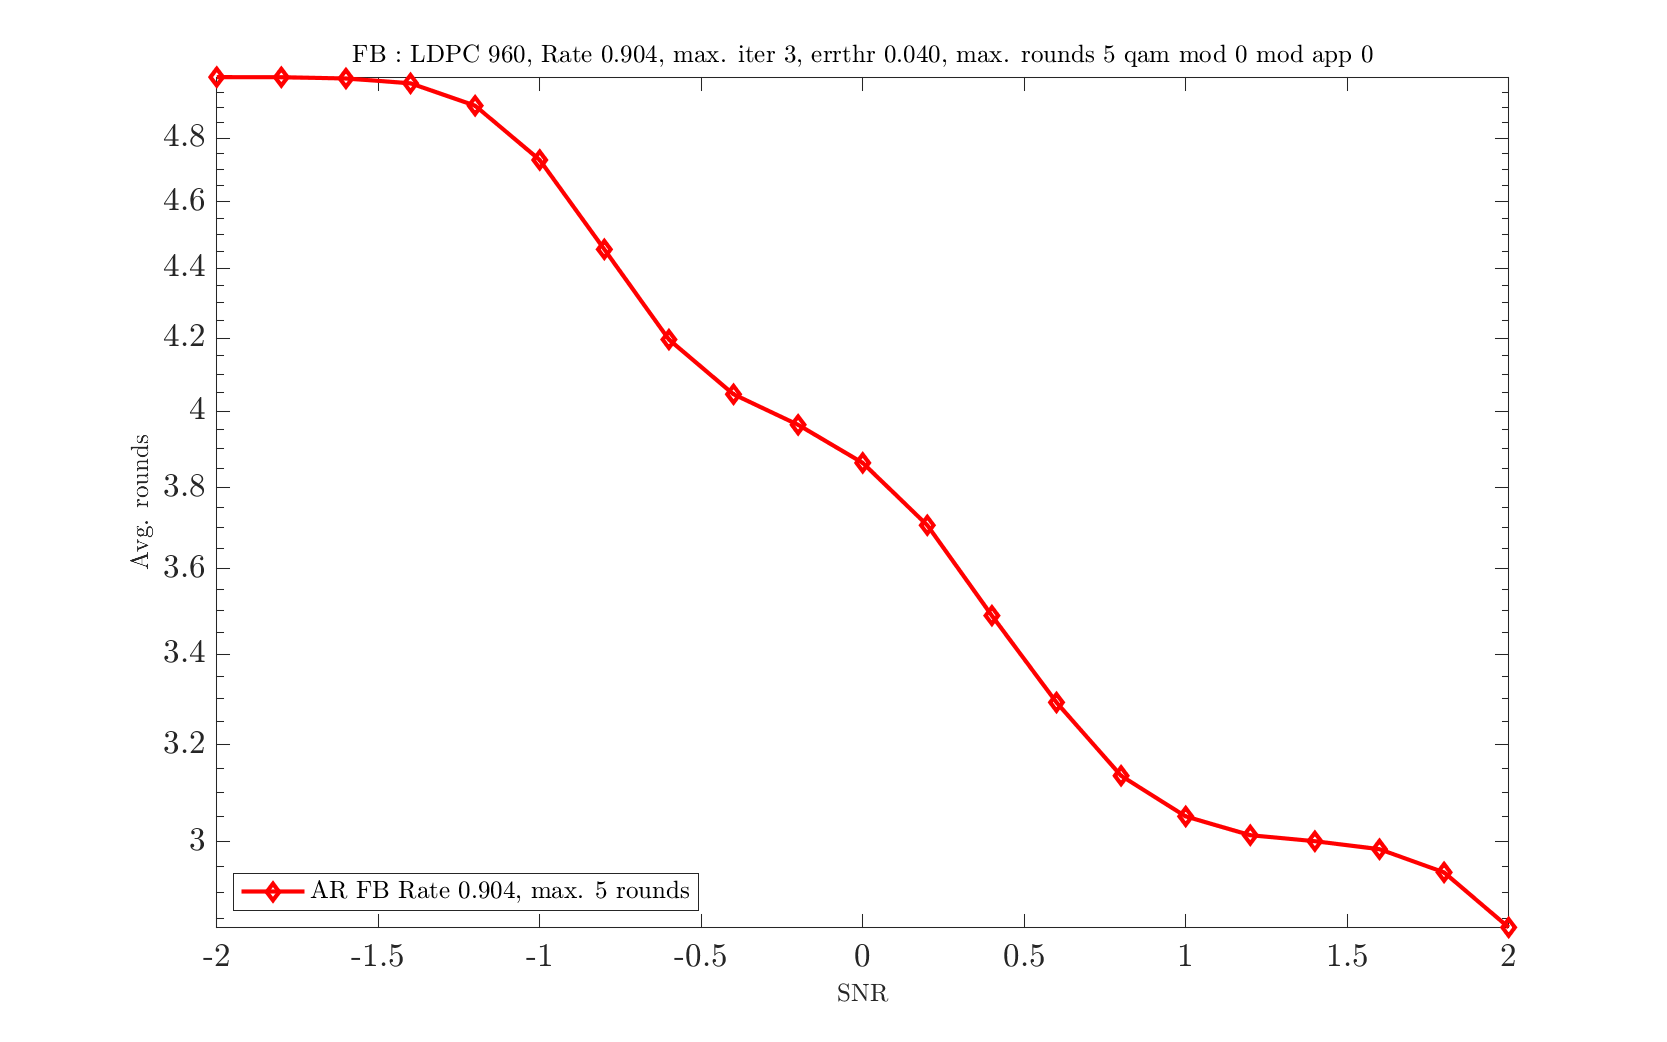 FB : LDPC 960, Rate 0.904, max. iter 3, errthr 0.040, max. rounds 5 qam mod 0 mod app 0
4.8
4.6
4.4
4.2
4
3.8
3.6
3.4
3.2
3
Avg. rounds
AR FB Rate 0.904, max. 5 rounds
-2 -1.5 -1 -0.5 0 0.5 1 1.5 2
SNR